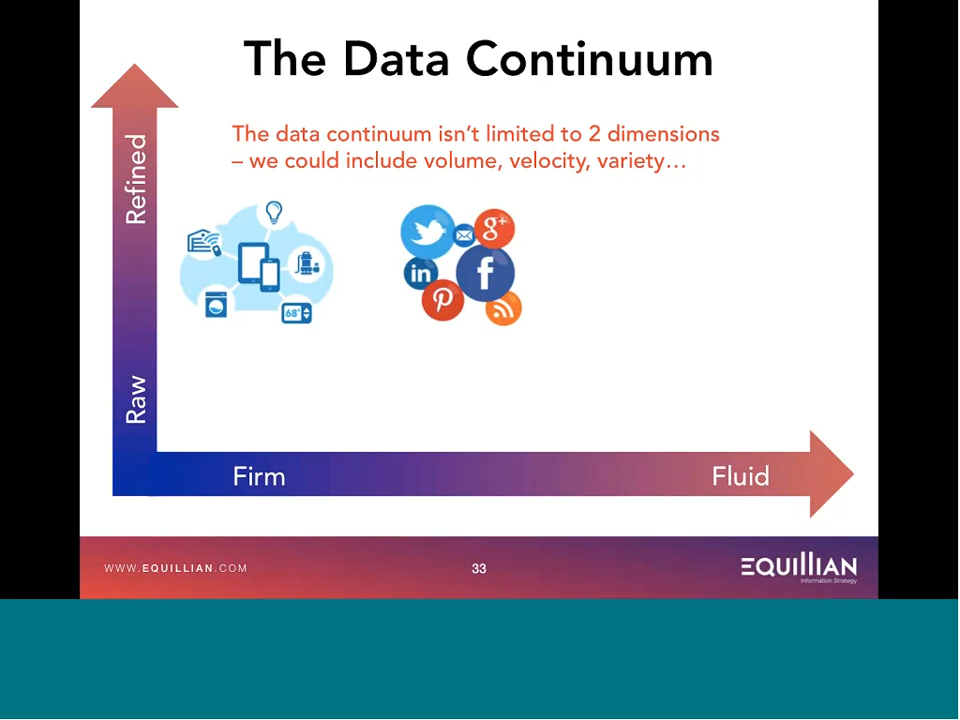 The Data Continuum
The data continuum isn't limited to 2 dimensions
– we could include volume, velocity, variety…
Refined
Raw
g+
in
f
68°
Firm
Fluid
WWW.EQUILLIAN.COM
33
EQUILLIAN
Information Strategy